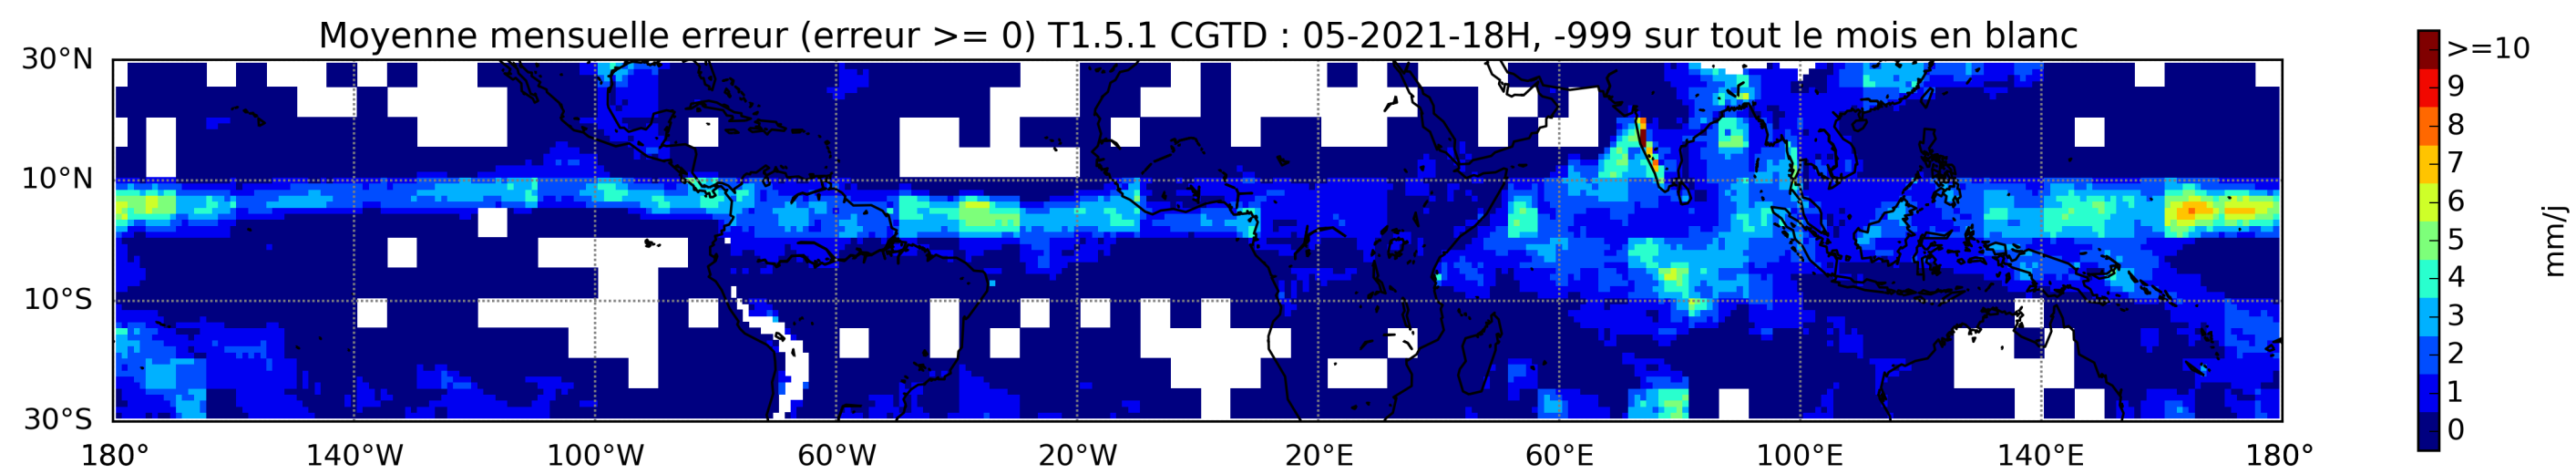 Moyenne mensuelle erreur (erreur >= 0) T1.5.1 CGTD : 05-2021-18H, -999 sur tout le mois en blanc
30°N
10°N
10°S
30°S
180° 140°W 100°W 60°W 20°W 20°E 60°E 100°E 140°E 180°
>=10
9
8
7
6
5
4
3
2
1
0
mm/j